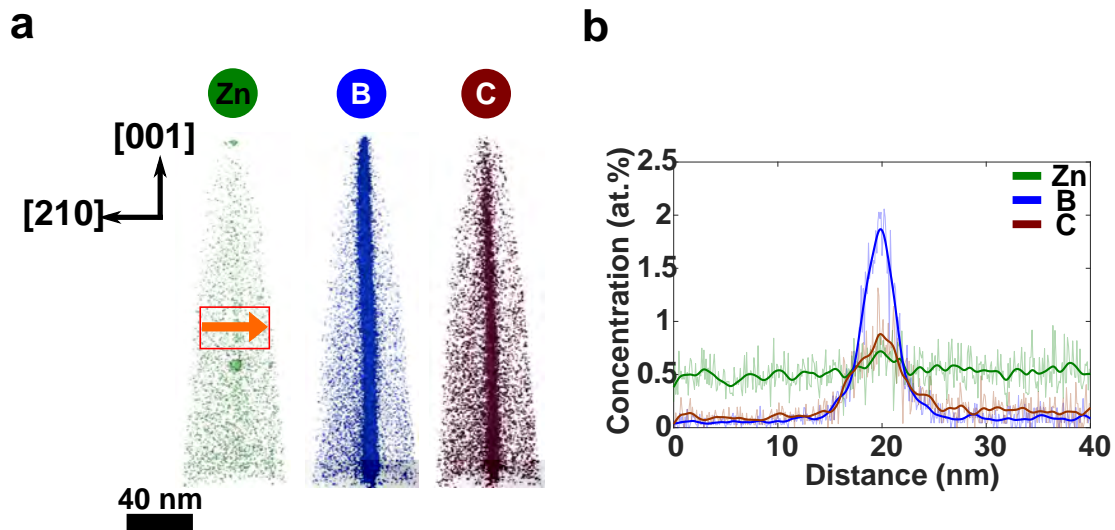 a
Zn B C
[001]
[210]
40 nm
b
2.5
2
1.5
1
0.5
0
0 10 20 30 40
Concentration (at.%)
Distance (nm)
Zn
B
C